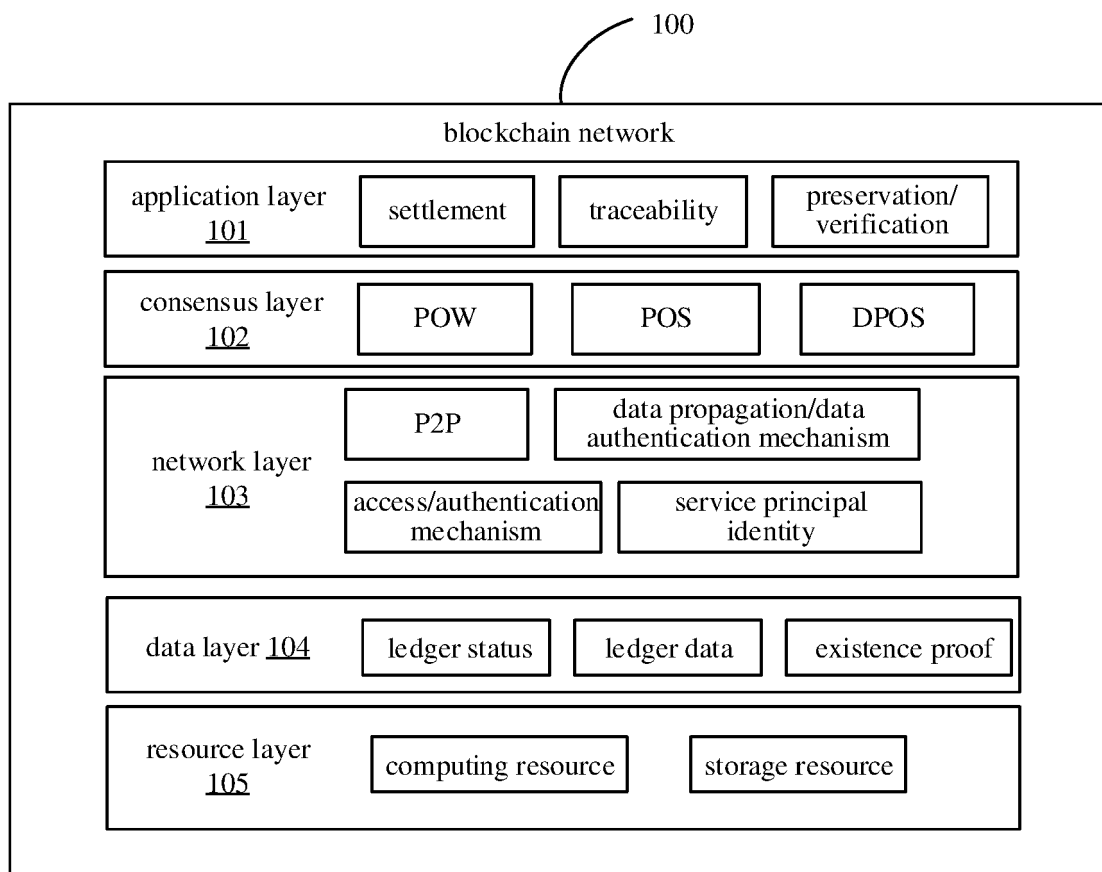 100
blockchain network
application layer
101
settlement
traceability
preservation/
verification
consensus layer
102
POW
POS
DPOS
network layer
103
P2P
data propagation/data
authentication mechanism
access/authentication
mechanism
service principal
identity
data layer 104
ledger status
ledger data
existence proof
resource layer
105
computing resource
storage resource